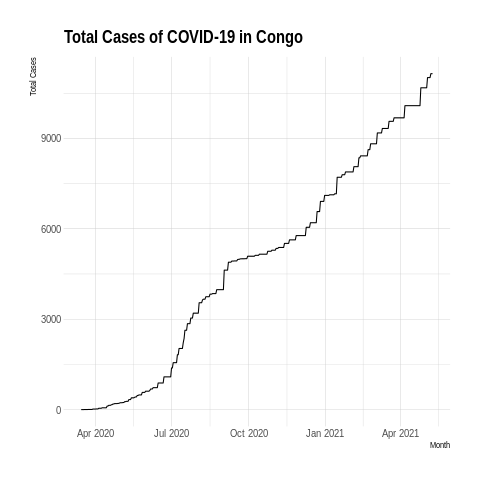 Total Cases of COVID-19 in Congo
Total Cases
9000
6000
3000
0
Apr 2020 Jul 2020 Oct 2020 Jan 2021 Apr 2021
Month